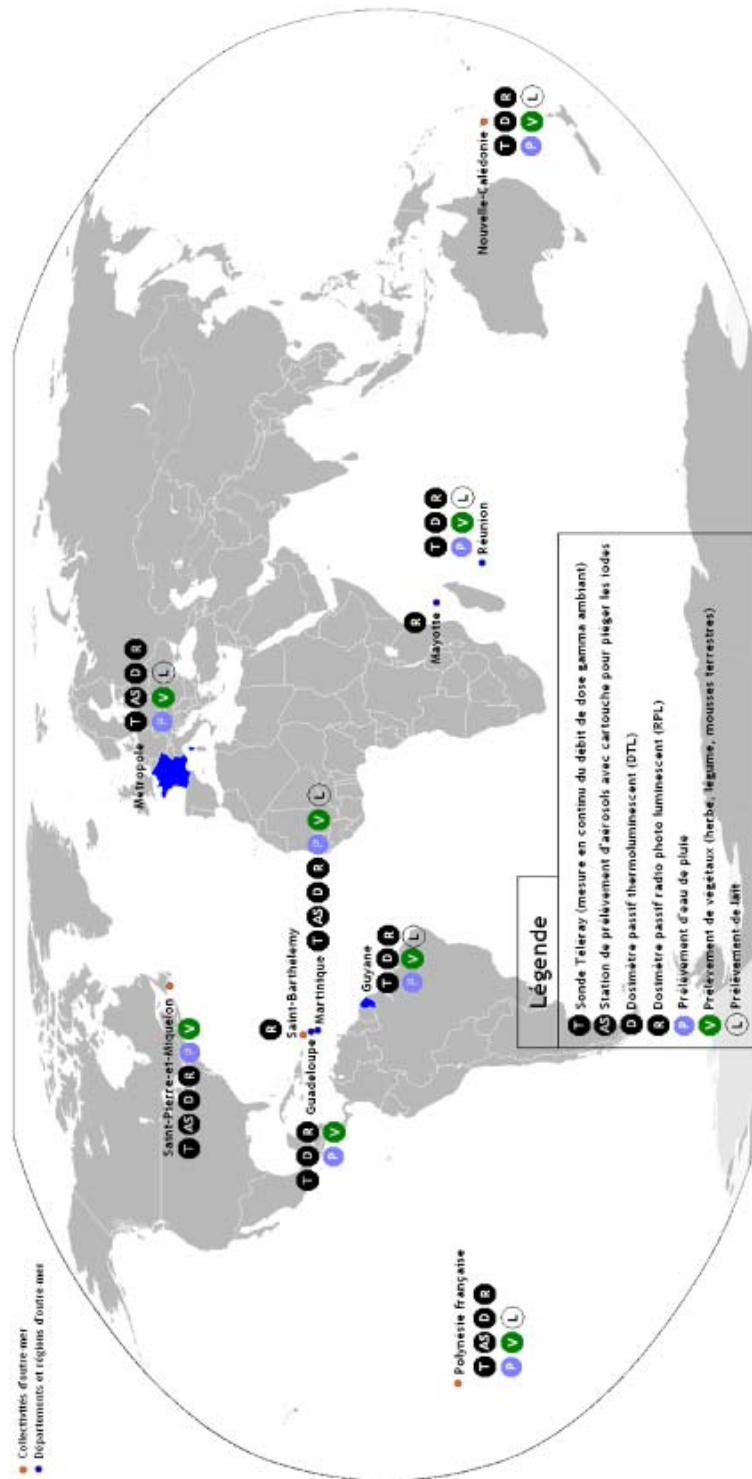 Collectivités d'outre-mer
Départements et régions d'outre-mer
Saint-Pierre-et-Miquelon
T AS D R P V
Métropole
T AS D R
P V L
Saint-Barthélemy
R
Guadeloupe
T D R
P V
Martinique T AS D R P V L
Guyane
T D R
P V L
Mayotte
R
T D R
P V L
Réunion
Polynésie française
T AS D R
P V L
Nouvelle-Calédonie
T D R
P V L
Légende
T Sonde Téléray (mesure en continu du débit de dose gamma ambiant)
AS Station de prélèvement d'aérosols avec cartouche pour piéger les iodes
D Dosimètre passif thermoluminescent (DTL)
R Dosimètre passif radio photo luminescent (RPL)
P Prélèvement d'eau de pluie
V Prélèvement de végétaux (herbe, légume, mousses terrestres)
L Prélèvement de lait